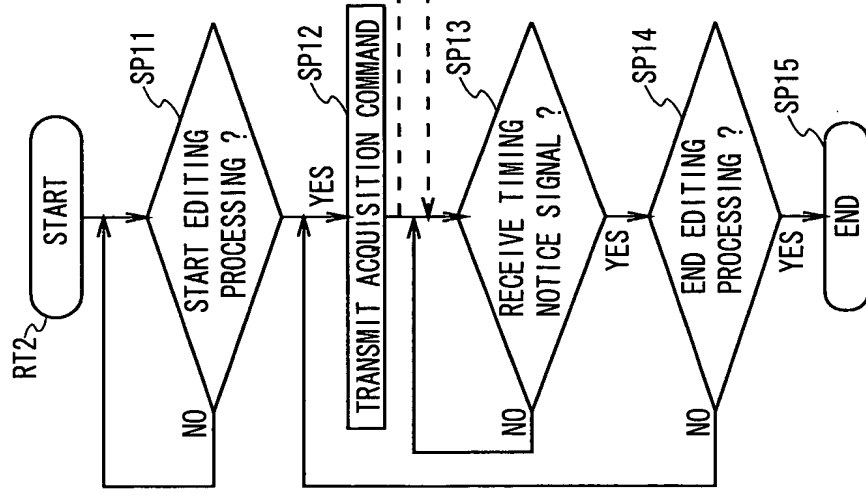 RT2
START
SP11
START EDITING
PROCESSING ?
NO
YES
SP12
TRANSMIT ACQUISITION COMMAND
SP13
RECEIVE TIMING
NOTICE SIGNAL ?
NO
YES
SP14
END EDITING
PROCESSING ?
NO
YES
SP15
END